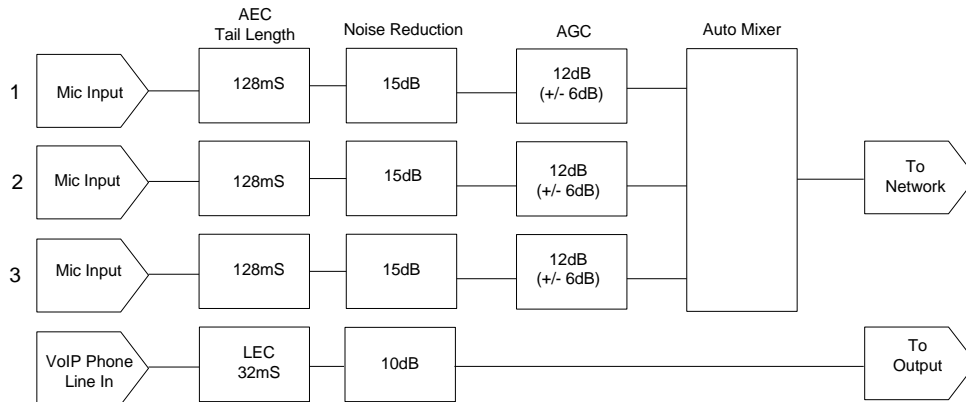 AEC
Tail Length
Noise Reduction
AGC
Auto Mixer
1
Mic Input
128mS
15dB
12dB
(+/- 6dB)
2
Mic Input
128mS
15dB
12dB
(+/- 6dB)
To
Network
3
Mic Input
128mS
15dB
12dB
(+/- 6dB)
VoIP Phone
Line In
LEC
32mS
10dB
To
Output